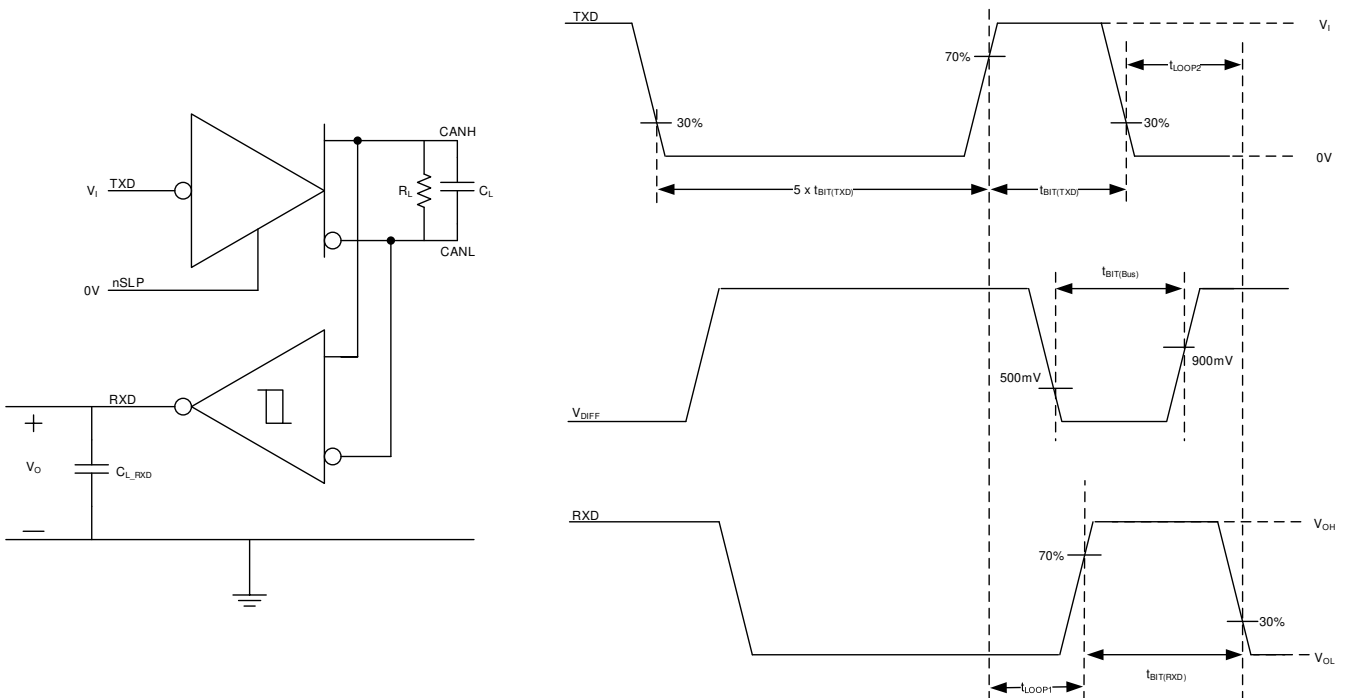 CANH
V_I TXD
R_L C_L
CANL
0V nSLP
RXD
+
V_O C_L_RXD
—
TXD V_I
70%
t_LOOP2
30% 30%
0V
5 x t_BIT(TXD) t_BIT(TXD)
t_BIT(Bus)
900mV
500mV
V_DIFF
RXD V_OH
70%
30%
V_OL
t_BIT(RXD)
t_LOOP1